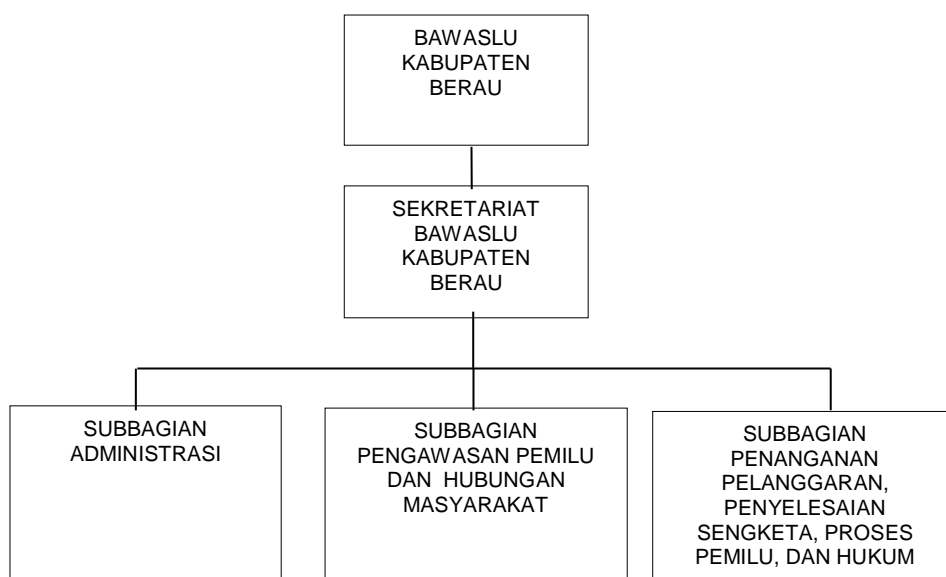 BAWASLU
KABUPATEN
BERAU
SEKRETARIAT
BAWASLU
KABUPATEN
BERAU
SUBBAGIAN
ADMINISTRASI
SUBBAGIAN
PENGAWASAN PEMILU
DAN HUBUNGAN
MASYARAKAT
SUBBAGIAN
PENANGANAN
PELANGGARAN,
PENYELESAIAN
SENGKETA, PROSES
PEMILU, DAN HUKUM